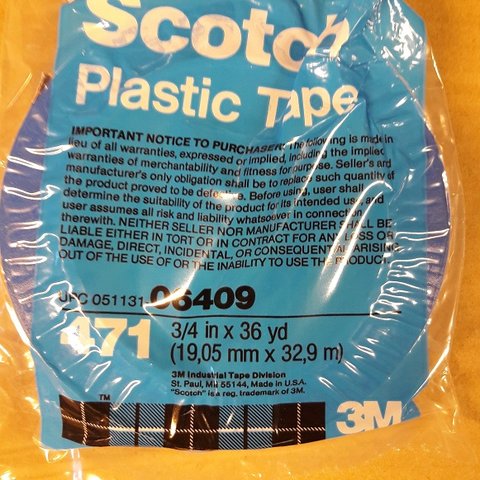 Scotch
Plastic Tape
IMPORTANT NOTICE TO PURCHASER: The following is made in
lieu of all warranties, expressed or implied, including the implied
warranties of merchantability and fitness for purpose. Seller's and
manufacturer's only obligation shall be to replace such quantity of
the product proved to be defective. Before using, user shall
determine the suitability of the product for its intended use, and
user assumes all risk and liability whatsoever in connection
therewith. NEITHER SELLER NOR MANUFACTURER SHALL BE
LIABLE EITHER IN TORT OR IN CONTRACT FOR ANY LOSS OR
DAMAGE, DIRECT, INCIDENTAL, OR CONSEQUENTIAL ARISING
OUT OF THE USE OF OR THE INABILITY TO USE THE PRODUCT.
UPC 051131-06409
471 3/4 in x 36 yd
(19,05 mm x 32,9 m)
3M Industrial Tape Division
St. Paul, MN 55144, Made in U.S.A.
"Scotch" is a reg. trademark of 3M.
TM
3M